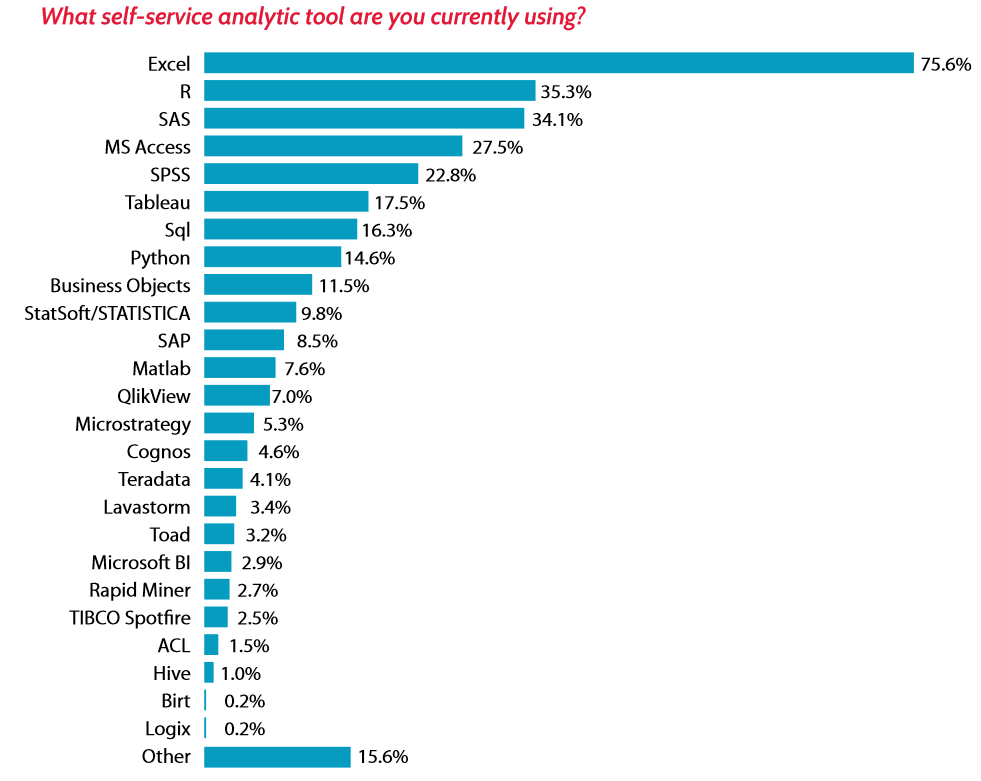 What self-service analytic tool are you currently using?
Excel 75.6%
R 35.3%
SAS 34.1%
MS Access 27.5%
SPSS 22.8%
Tableau 17.5%
Sql 16.3%
Python 14.6%
Business Objects 11.5%
StatSoft/STATISTICA 9.8%
SAP 8.5%
Matlab 7.6%
QlikView 7.0%
Microstrategy 5.3%
Cognos 4.6%
Teradata 4.1%
Lavastorm 3.4%
Toad 3.2%
Microsoft BI 2.9%
Rapid Miner 2.7%
TIBCO Spotfire 2.5%
ACL 1.5%
Hive 1.0%
Birt 0.2%
Logix 0.2%
Other 15.6%